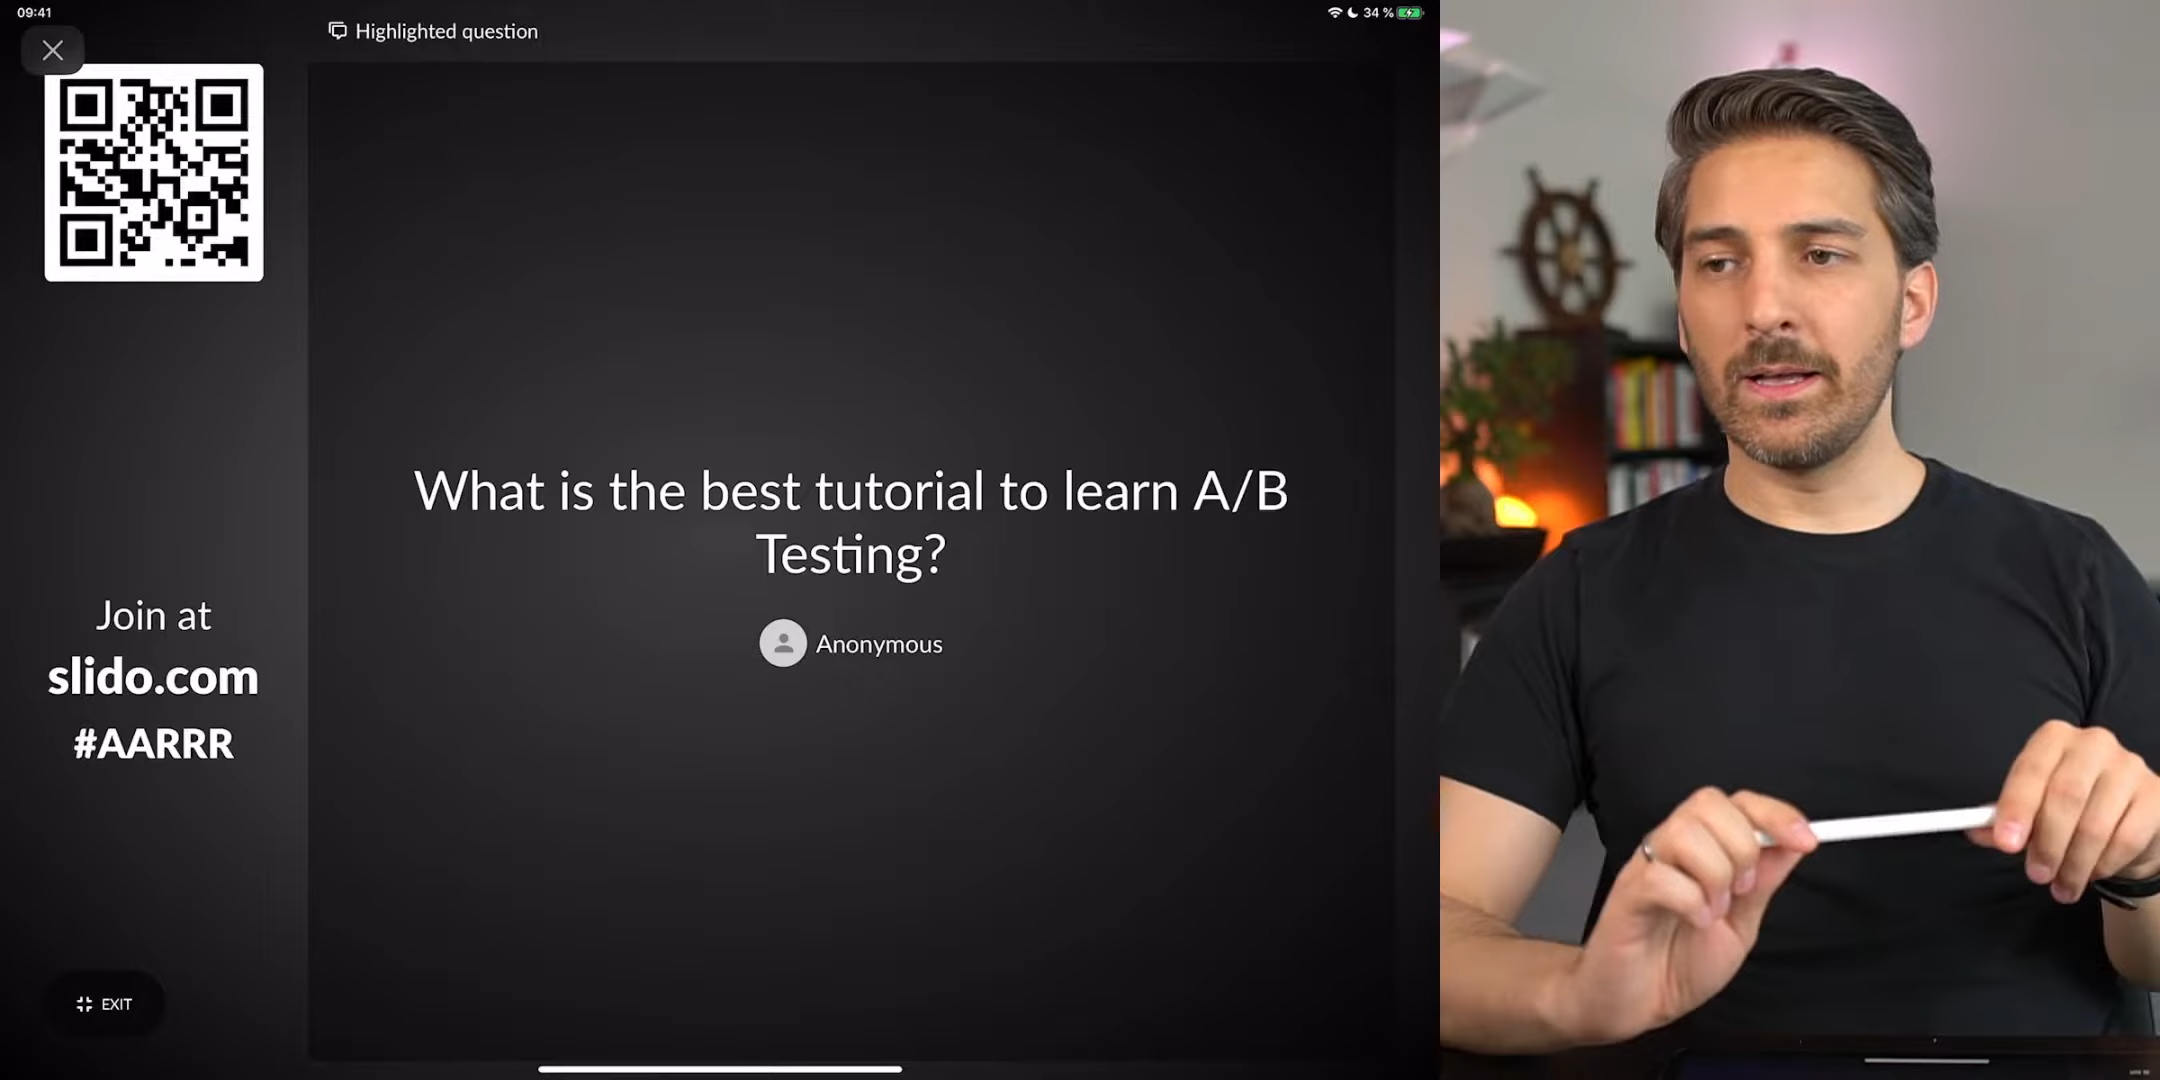 09:41
34 %
Highlighted question
What is the best tutorial to learn A/B
Testing?
Anonymous
Join at
slido.com
#AARRR
EXIT